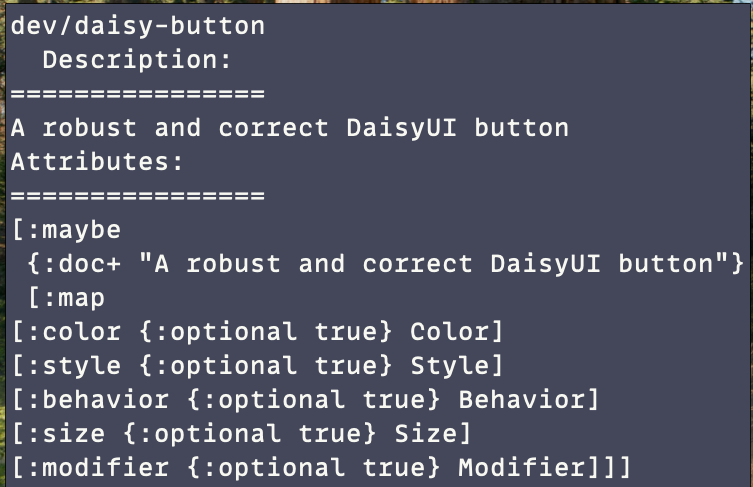 dev/daisy-button
  Description:
================
A robust and correct DaisyUI button
Attributes:
================
[:maybe
 {:doc+ "A robust and correct DaisyUI button"}
 [:map
[:color {:optional true} Color]
[:style {:optional true} Style]
[:behavior {:optional true} Behavior]
[:size {:optional true} Size]
[:modifier {:optional true} Modifier]]]